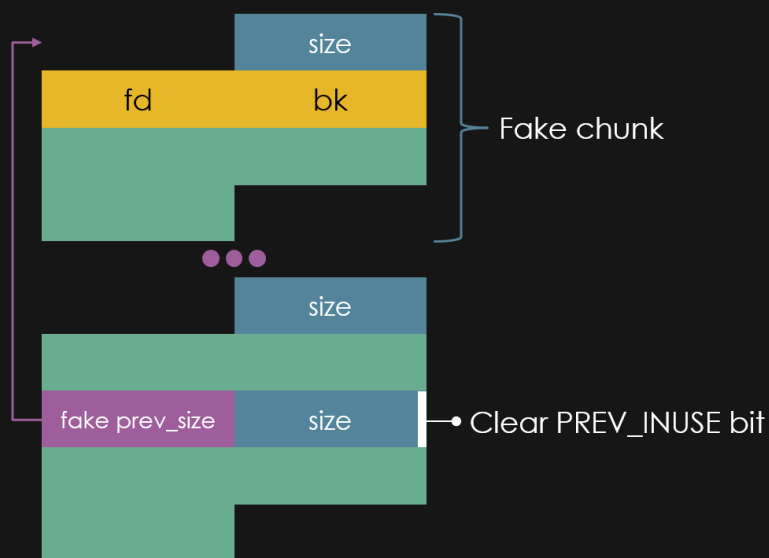 size
fd
bk
Fake chunk
size
fake prev_size
size
Clear PREV_INUSE bit